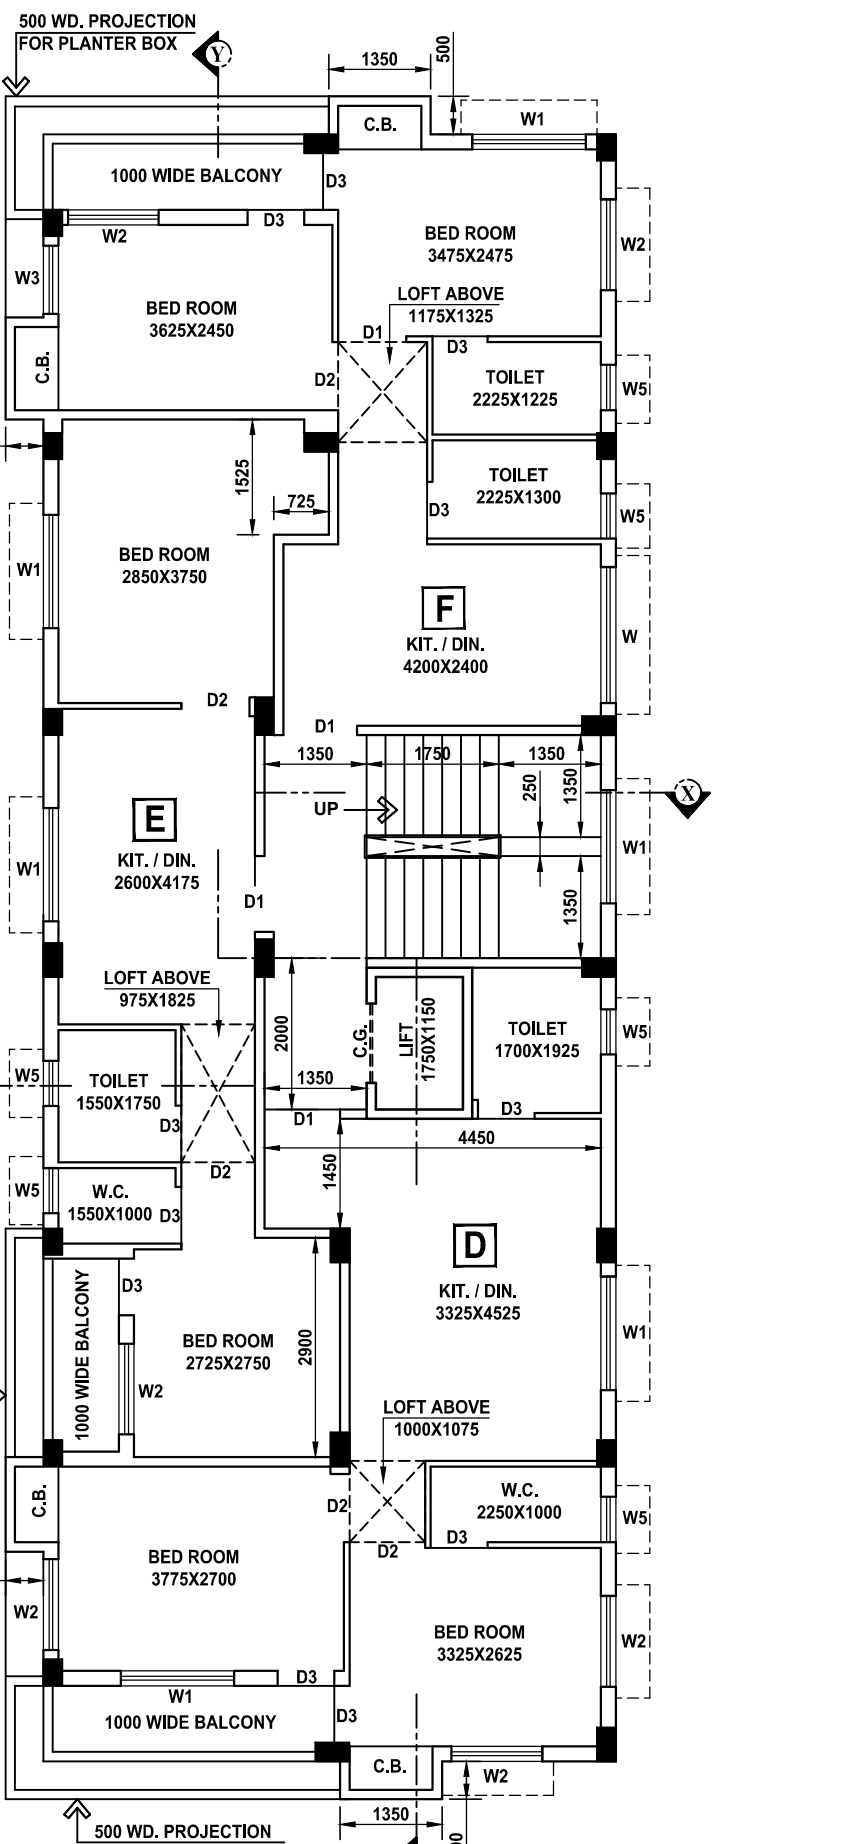 500 WD. PROJECTION
FOR PLANTER BOX
Y
1350
500
C.B.
W1
1000 WIDE BALCONY
D3
W2
D3
BED ROOM
3475X2475
W2
W3
BED ROOM
3625X2450
LOFT ABOVE
1175X1325
D1
D3
C.B.
D2
TOILET
2225X1225
W5
1525
725
TOILET
2225X1300
D3
W5
W1
BED ROOM
2850X3750
F
KIT. / DIN.
4200X2400
W
D2
D1
1350
1750
1350
250
1350
UP
X
E
KIT. / DIN.
2600X4175
W1
W1
D1
1350
LOFT ABOVE
975X1825
2000
C.G.
LIFT
1750X1150
TOILET
1700X1925
W5
W5
TOILET
1550X1750
1350
D3
D1
D3
4450
D2
1450
W5
W.C.
1550X1000
D3
D
KIT. / DIN.
3325X4525
1000 WIDE BALCONY
D3
BED ROOM
2725X2750
2900
W1
W2
LOFT ABOVE
1000X1075
C.B.
D2
W.C.
2250X1000
W5
D3
D2
BED ROOM
3775X2700
W2
BED ROOM
3325X2625
W2
D3
W1
1000 WIDE BALCONY
D3
C.B.
W2
1350
500 WD. PROJECTION